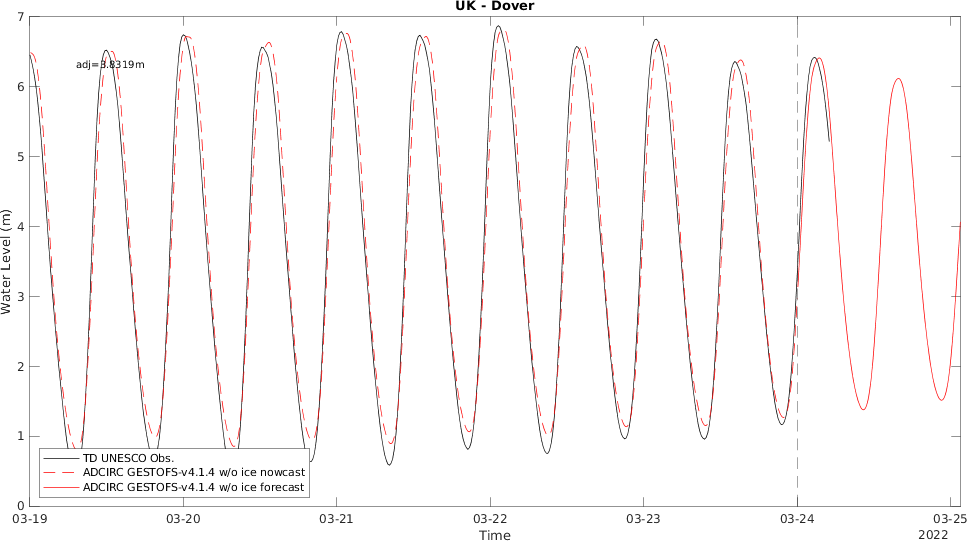 UK - Dover
7
adj=3.8319m
6
5
4
3
2
1
0
Water Level (m)
TD UNESCO Obs.
ADCIRC GESTOFS-v4.1.4 w/o ice nowcast
ADCIRC GESTOFS-v4.1.4 w/o ice forecast
03-19 03-20 03-21 03-22 03-23 03-24 03-25
Time
2022